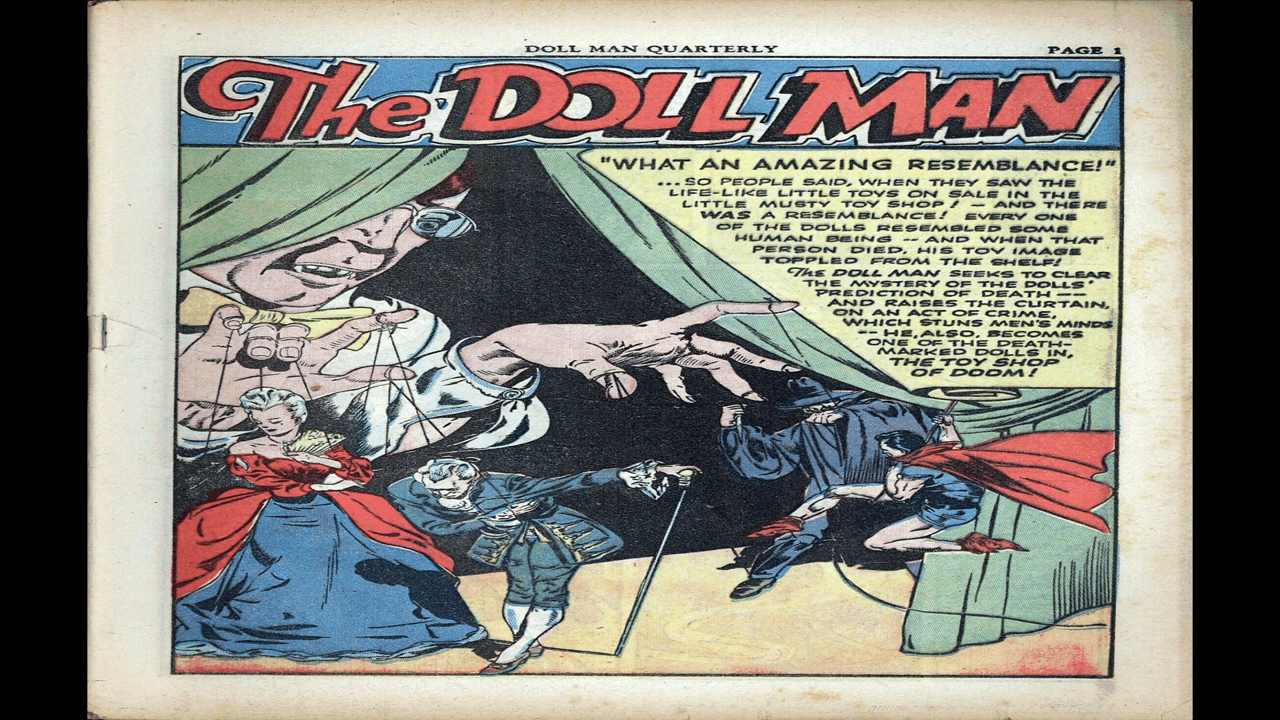 DOLL MAN QUARTERLY
PAGE 1
The DOLL MAN
"WHAT AN AMAZING RESEMBLANCE!"
...SO PEOPLE SAID, WHEN THEY SAW THE
LIFE-LIKE LITTLE TOYS ON SALE IN THE
LITTLE MUSTY TOY SHOP! — AND THERE
WAS A RESEMBLANCE! EVERY ONE
OF THE DOLLS RESEMBLED SOME
HUMAN BEING -- AND WHEN THAT
PERSON DIED, HIS TOY IMAGE
TOPPLED FROM THE SHELF!
The DOLL MAN SEEKS TO CLEAR
THE MYSTERY OF THE DOLLS'
PREDICTION OF DEATH --
AND RAISES THE CURTAIN,
ON AN ACT OF CRIME,
WHICH STUNS MEN'S MINDS
-- HE, ALSO, BECOMES
ONE OF THE DEATH-
MARKED DOLLS IN,
THE TOY SHOP
OF DOOM!